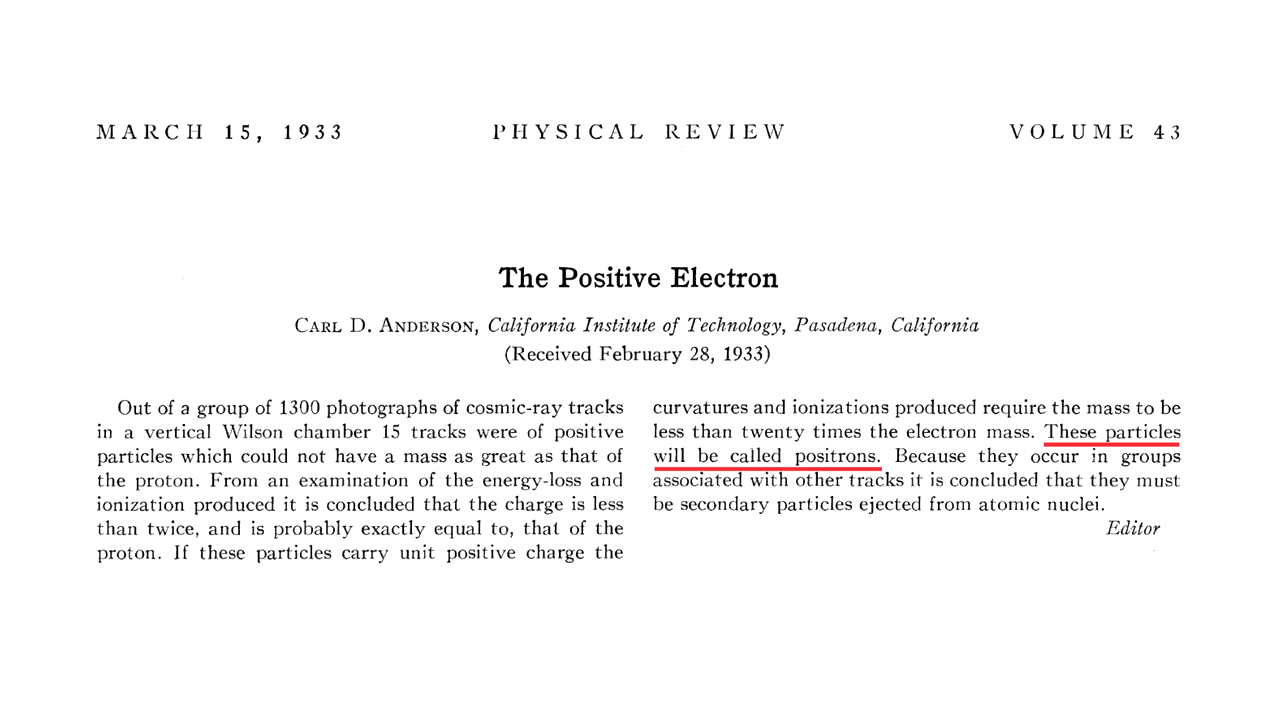 MARCH 15, 1933 PHYSICAL REVIEW VOLUME 43
The Positive Electron
CARL D. ANDERSON, California Institute of Technology, Pasadena, California
(Received February 28, 1933)
Out of a group of 1300 photographs of cosmic-ray tracks
in a vertical Wilson chamber 15 tracks were of positive
particles which could not have a mass as great as that of
the proton. From an examination of the energy-loss and
ionization produced it is concluded that the charge is less
than twice, and is probably exactly equal to, that of the
proton. If these particles carry unit positive charge the
curvatures and ionizations produced require the mass to be
less than twenty times the electron mass. These particles
will be called positrons. Because they occur in groups
associated with other tracks it is concluded that they must
be secondary particles ejected from atomic nuclei.
Editor